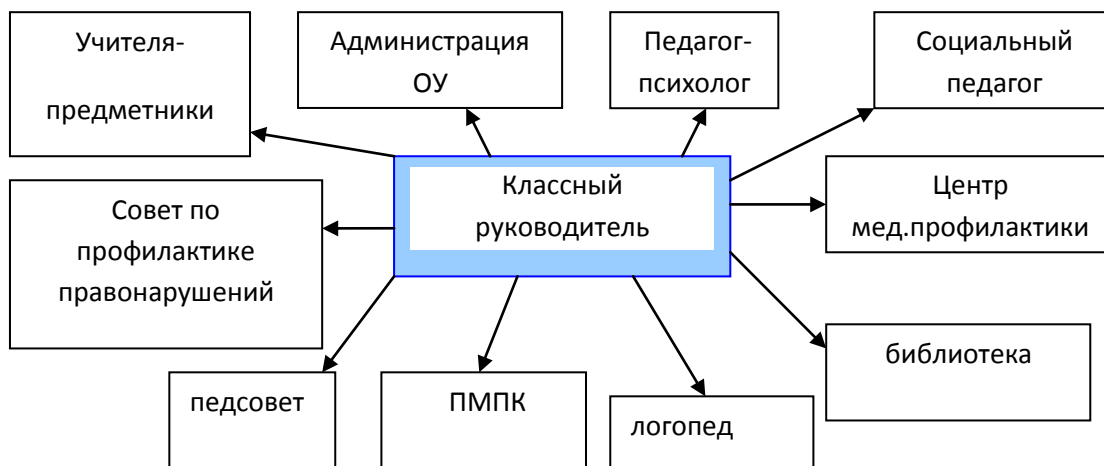 Учителя-
предметники
Администрация
ОУ
Педагог-
психолог
Социальный
педагог
Классный
руководитель
Центр
мед.профилактики
Совет по
профилактике
правонарушений
библиотека
педсовет
ПМПК
логопед